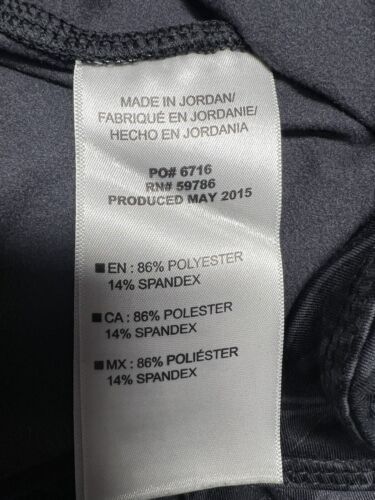 MADE IN JORDAN/
FABRIQUÉ EN JORDANIE/
HECHO EN JORDANIA
PO# 6716
RN# 59786
PRODUCED MAY 2015
■EN : 86% POLYESTER
14% SPANDEX
■CA : 86% POLESTER
14% SPANDEX
■MX : 86% POLIÉSTER
14% SPANDEX